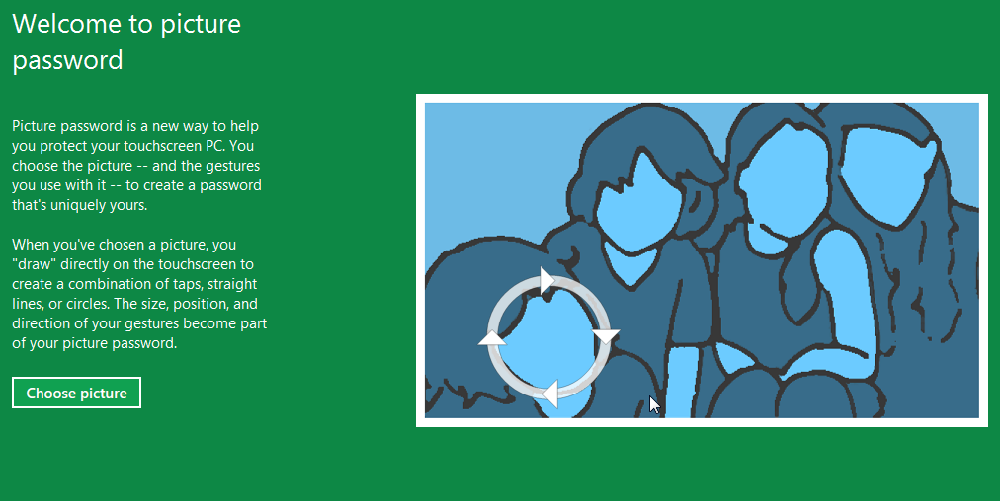 Welcome to picture
password
Picture password is a new way to help
you protect your touchscreen PC. You
choose the picture -- and the gestures
you use with it -- to create a password
that's uniquely yours.
When you've chosen a picture, you
"draw" directly on the touchscreen to
create a combination of taps, straight
lines, or circles. The size, position, and
direction of your gestures become part
of your picture password.
Choose picture